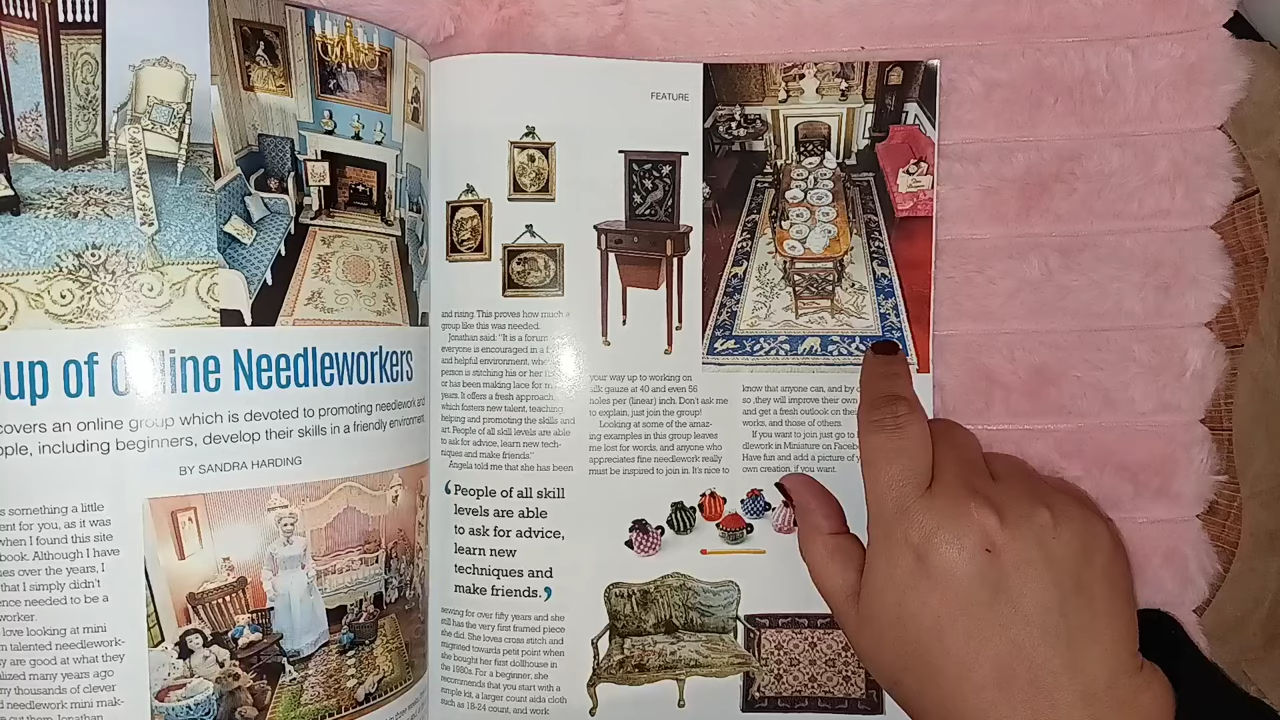 oup of Online Needleworkers
covers an online group which is devoted to promoting needlework and
ople, including beginners, develop their skills in a friendly environment.
BY SANDRA HARDING
s something a little
ent for you, as it was
when I found this site
book. Although I have
es over the years, I
that I simply didn't
ence needed to be a
worker.
love looking at mini
m talented needlework-
y are good at what they
alized many years ago
ny thousands of clever
d needlework mini mak-
FEATURE
and rising. This proves how much a
group like this was needed.
Jonathan said: "It is a forum
everyone is encouraged in a f
and helpful environment, whe
person is stitching his or her fi
or has been making lace for m
years. It offers a fresh approach,
which fosters new talent, teaching,
helping and promoting the skills and
art. People of all skill levels are able
to ask for advice, learn new tech-
niques and make friends."
Angela told me that she has been
‘People of all skill
levels are able
to ask for advice,
learn new
techniques and
make friends.’
sewing for over fifty years and she
still has the very first framed piece
she did. She loves cross stitch and
migrated towards petit point when
she bought her first dollhouse in
the 1980s. For a beginner, she
recommends that you start with a
simple kit, a larger count aida cloth
such as 18-24 count, and work
your way up to working on
silk gauze at 40 and even 56
holes per (linear) inch. Don't ask me
to explain, just join the group!
Looking at some of the amaz-
ing examples in this group leaves
me lost for words, and anyone who
appreciates fine needlework really
must be inspired to join in. It's nice to
know that anyone can, and by d
so ,they will improve their own
and get a fresh outlook on thei
works, and those of others.
If you want to join just go to
dlework in Miniature on Faceb
Have fun and add a picture of y
own creation, if you want.